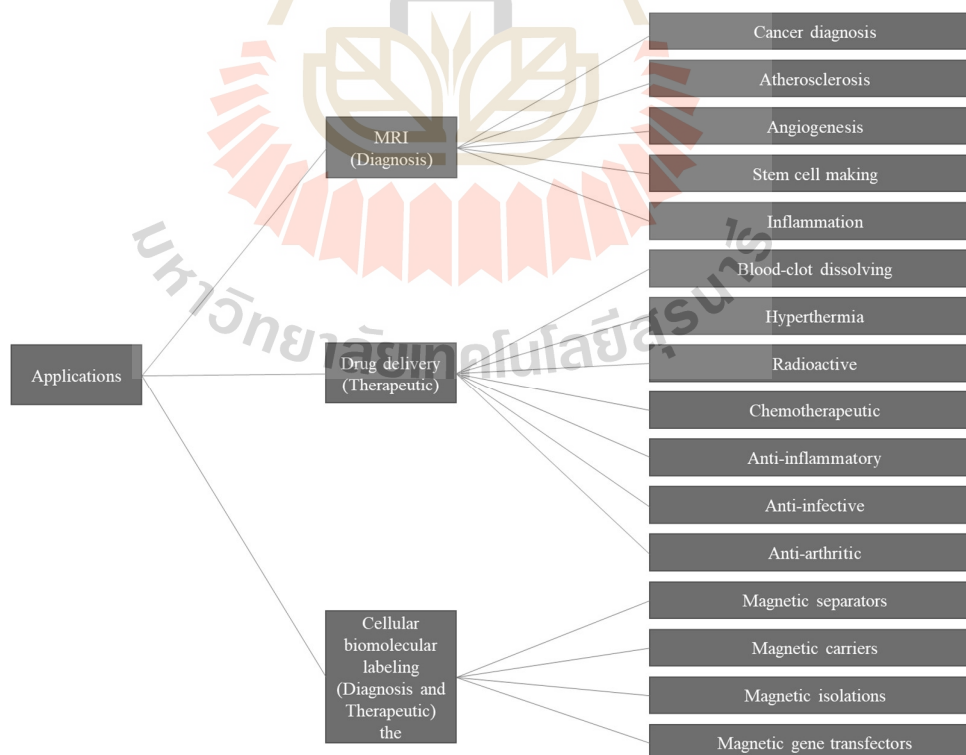 Cancer diagnosis
Atherosclerosis
MRI
(Diagnosis)
Angiogenesis
Stem cell making
Inflammation
Applications
Drug delivery
(Therapeutic)
Blood-clot dissolving
Hyperthermia
Radioactive
Chemotherapeutic
Anti-inflammatory
Anti-infective
Anti-arthritic
Cellular
biomolecular
labeling
(Diagnosis and
Therapeutic)
the
Magnetic separators
Magnetic carriers
Magnetic isolations
Magnetic gene transfectors
มหาวิทยาลัยเทคโนโลยีสุรนารี